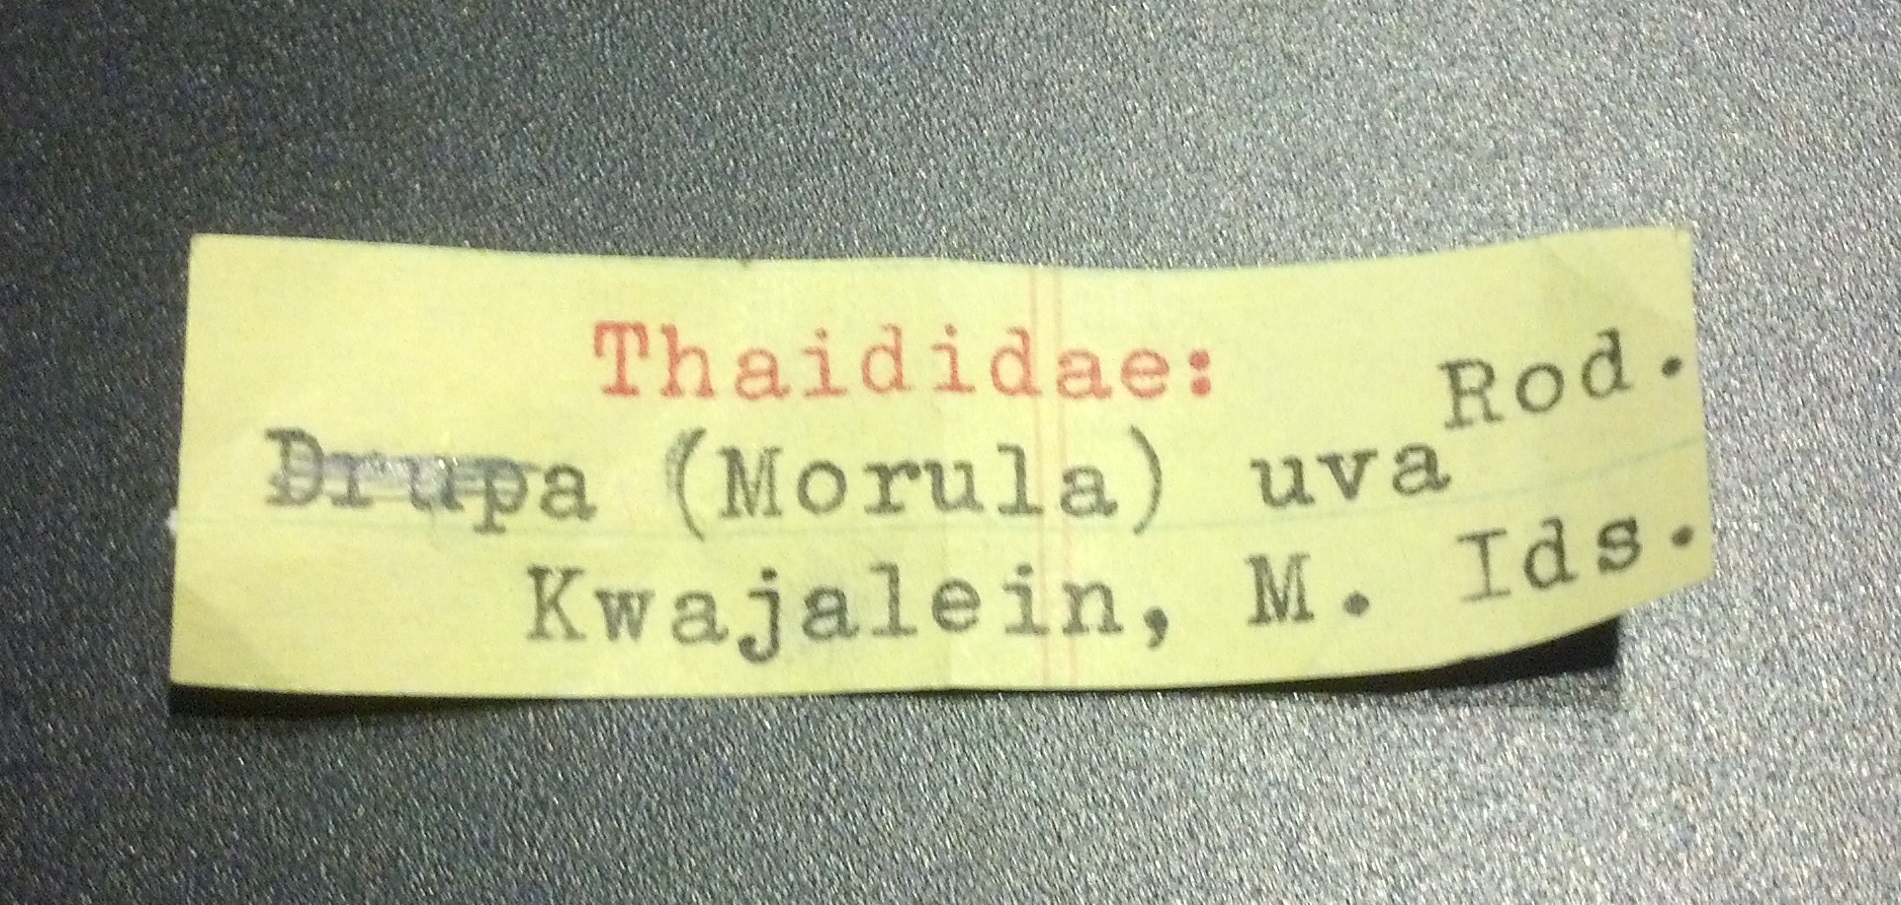 Thaididae:
Drupa (Morula) uva Rod.
Kwajalein, M. Ids.